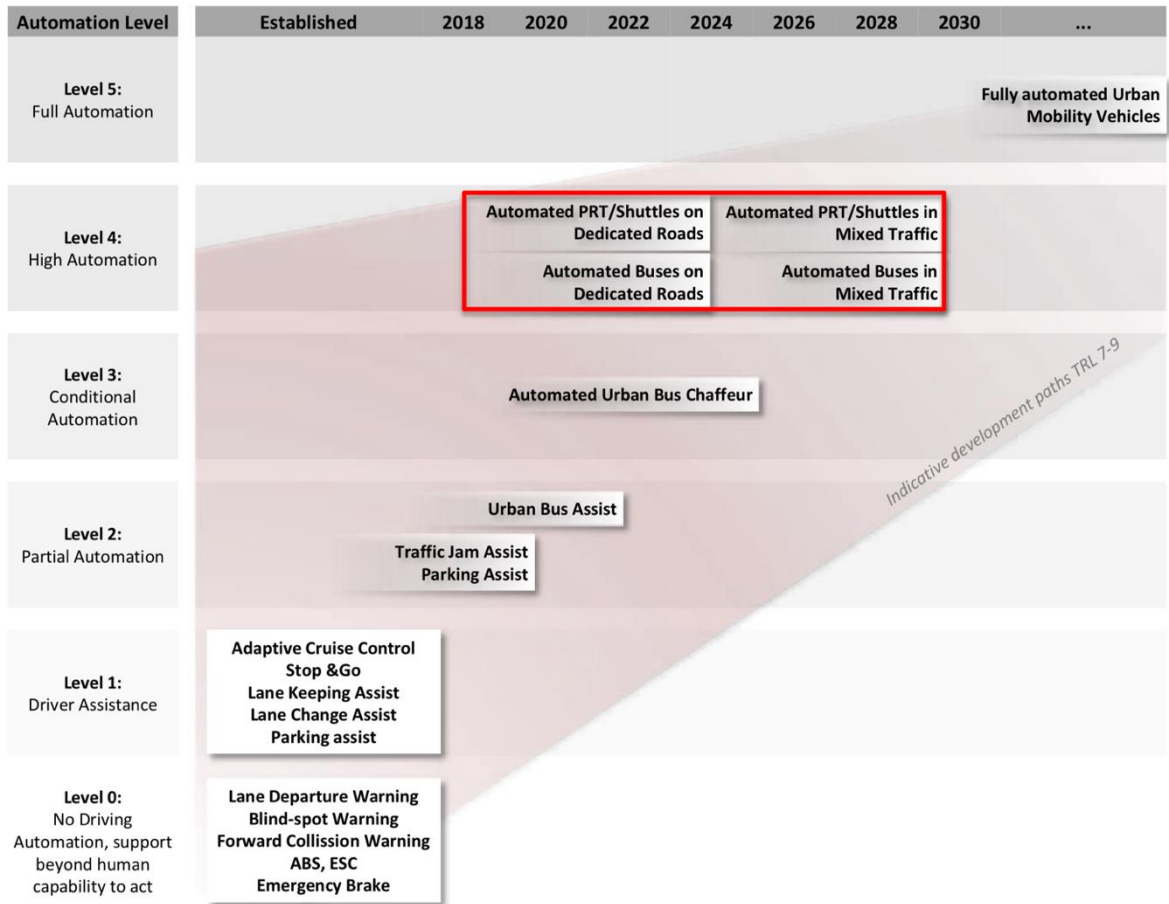 Automation Level Established 2018 2020 2022 2024 2026 2028 2030 ...
Level 5:
Full Automation
Fully automated Urban
Mobility Vehicles
Level 4:
High Automation
Automated PRT/Shuttles on
Dedicated Roads
Automated PRT/Shuttles in
Mixed Traffic
Automated Buses on
Dedicated Roads
Automated Buses in
Mixed Traffic
Level 3:
Conditional
Automation
Automated Urban Bus Chaffeur
Indicative development paths TRL 7-9
Level 2:
Partial Automation
Urban Bus Assist
Traffic Jam Assist
Parking Assist
Level 1:
Driver Assistance
Adaptive Cruise Control
Stop &Go
Lane Keeping Assist
Lane Change Assist
Parking assist
Level 0:
No Driving
Automation, support
beyond human
capability to act
Lane Departure Warning
Blind-spot Warning
Forward Collission Warning
ABS, ESC
Emergency Brake